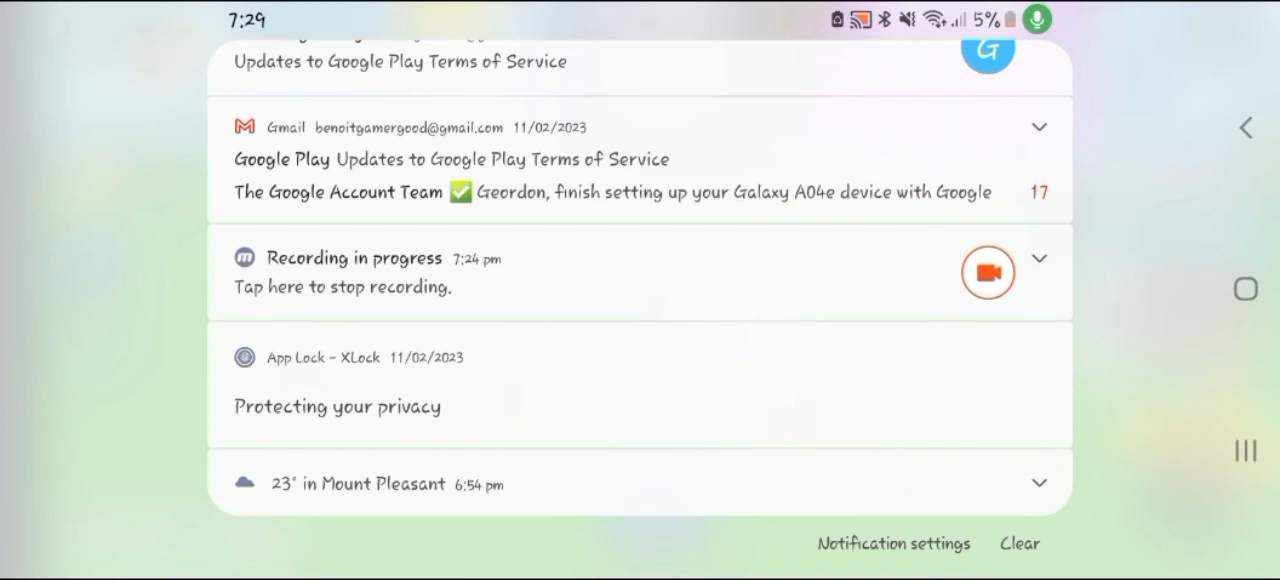 7:29
5%
Updates to Google Play Terms of Service
G
Gmail benoitgamergood@gmail.com 11/02/2023
Google Play Updates to Google Play Terms of Service
The Google Account Team ✅ Geordon, finish setting up your Galaxy A04e device with Google 17
Recording in progress 7:24 pm
Tap here to stop recording.
App Lock - XLock 11/02/2023
Protecting your privacy
23° in Mount Pleasant 6:54 pm
Notification settings Clear